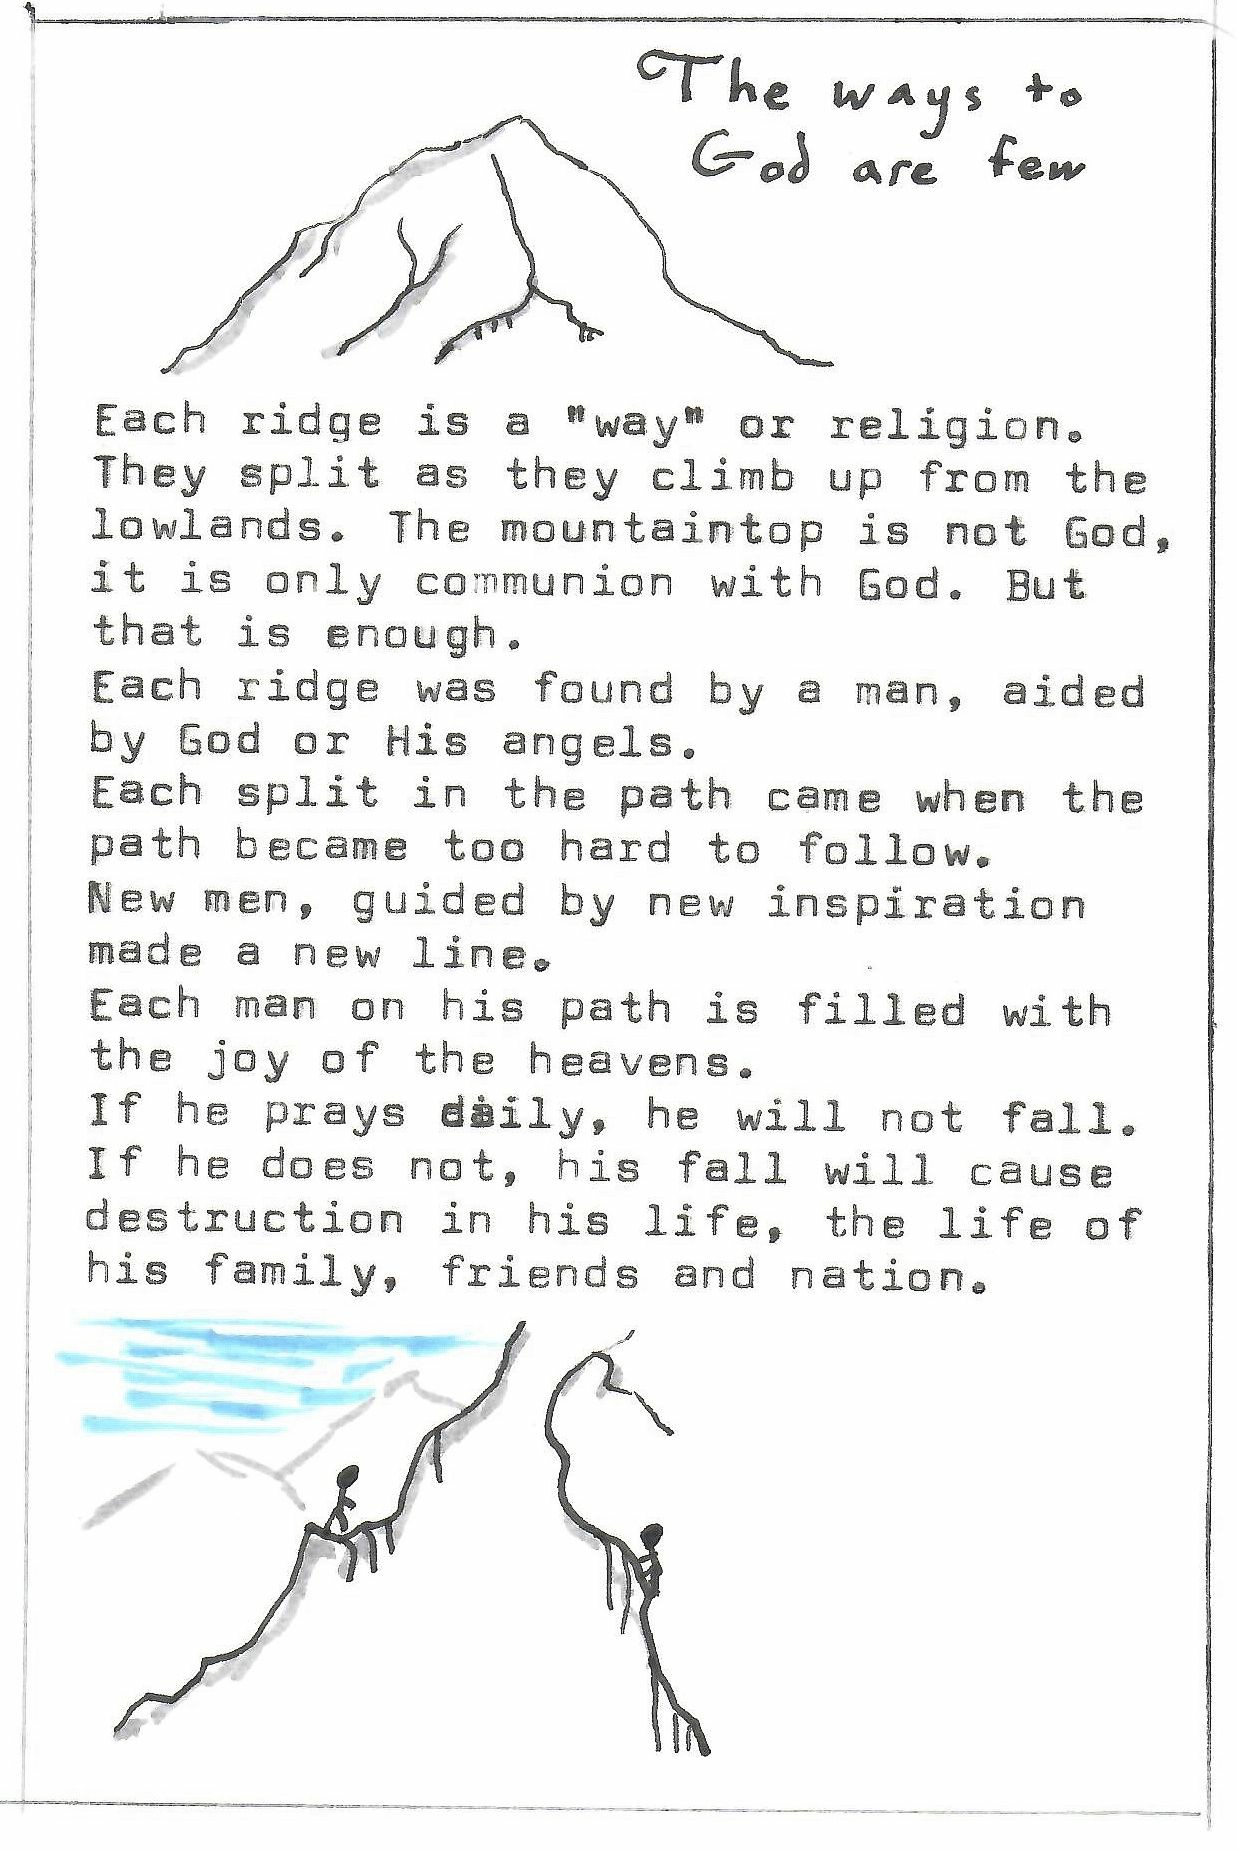 The ways to
God are few
Each ridge is a "way" or religion.
They split as they climb up from the
lowlands. The mountaintop is not God,
it is only communion with God. But
that is enough.
Each ridge was found by a man, aided
by God or His angels.
Each split in the path came when the
path became too hard to follow.
New men, guided by new inspiration
made a new line.
Each man on his path is filled with
the joy of the heavens.
If he prays daily, he will not fall.
If he does not, his fall will cause
destruction in his life, the life of
his family, friends and nation.